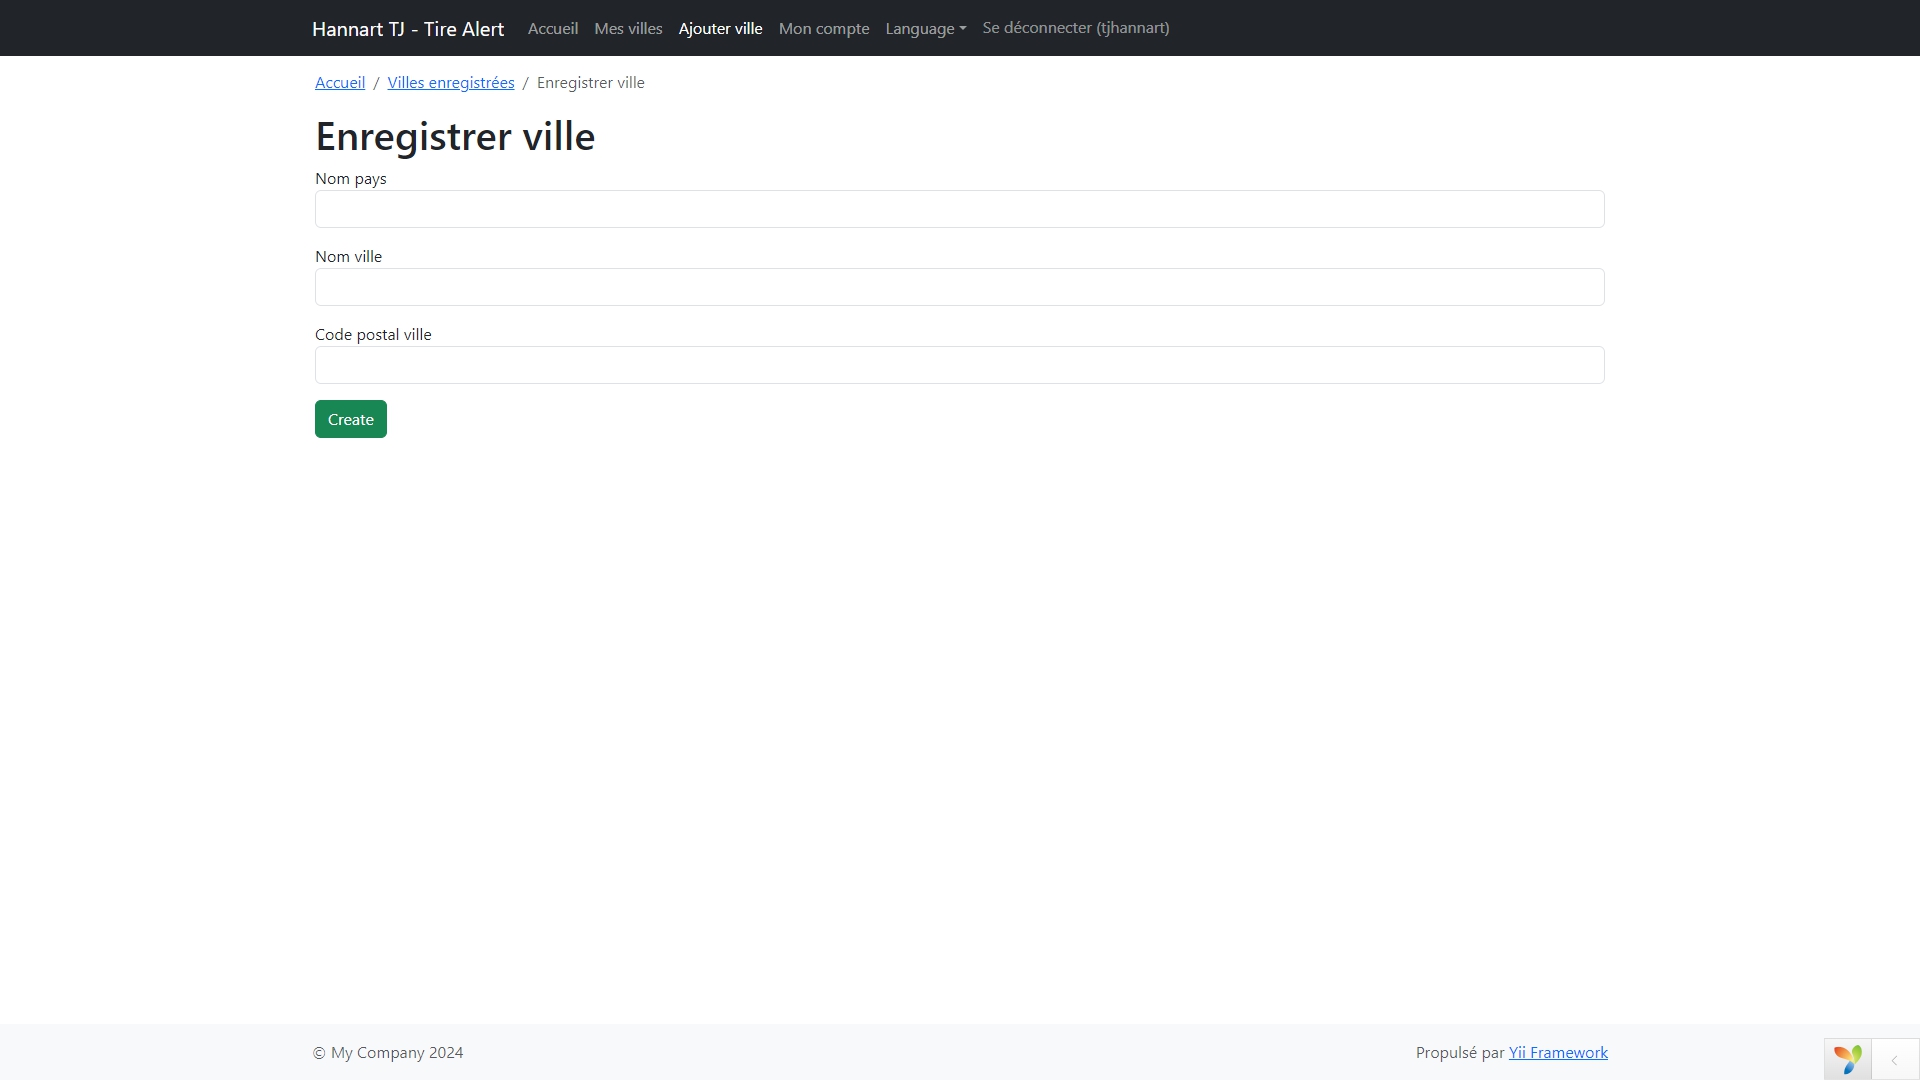 Hannart TJ - Tire Alert Accueil Mes villes Ajouter ville Mon compte Language Se déconnecter (tjhannart)
Accueil / Villes enregistrées / Enregistrer ville
Enregistrer ville
Nom pays
Nom ville
Code postal ville
Create
© My Company 2024 Propulsé par Yii Framework